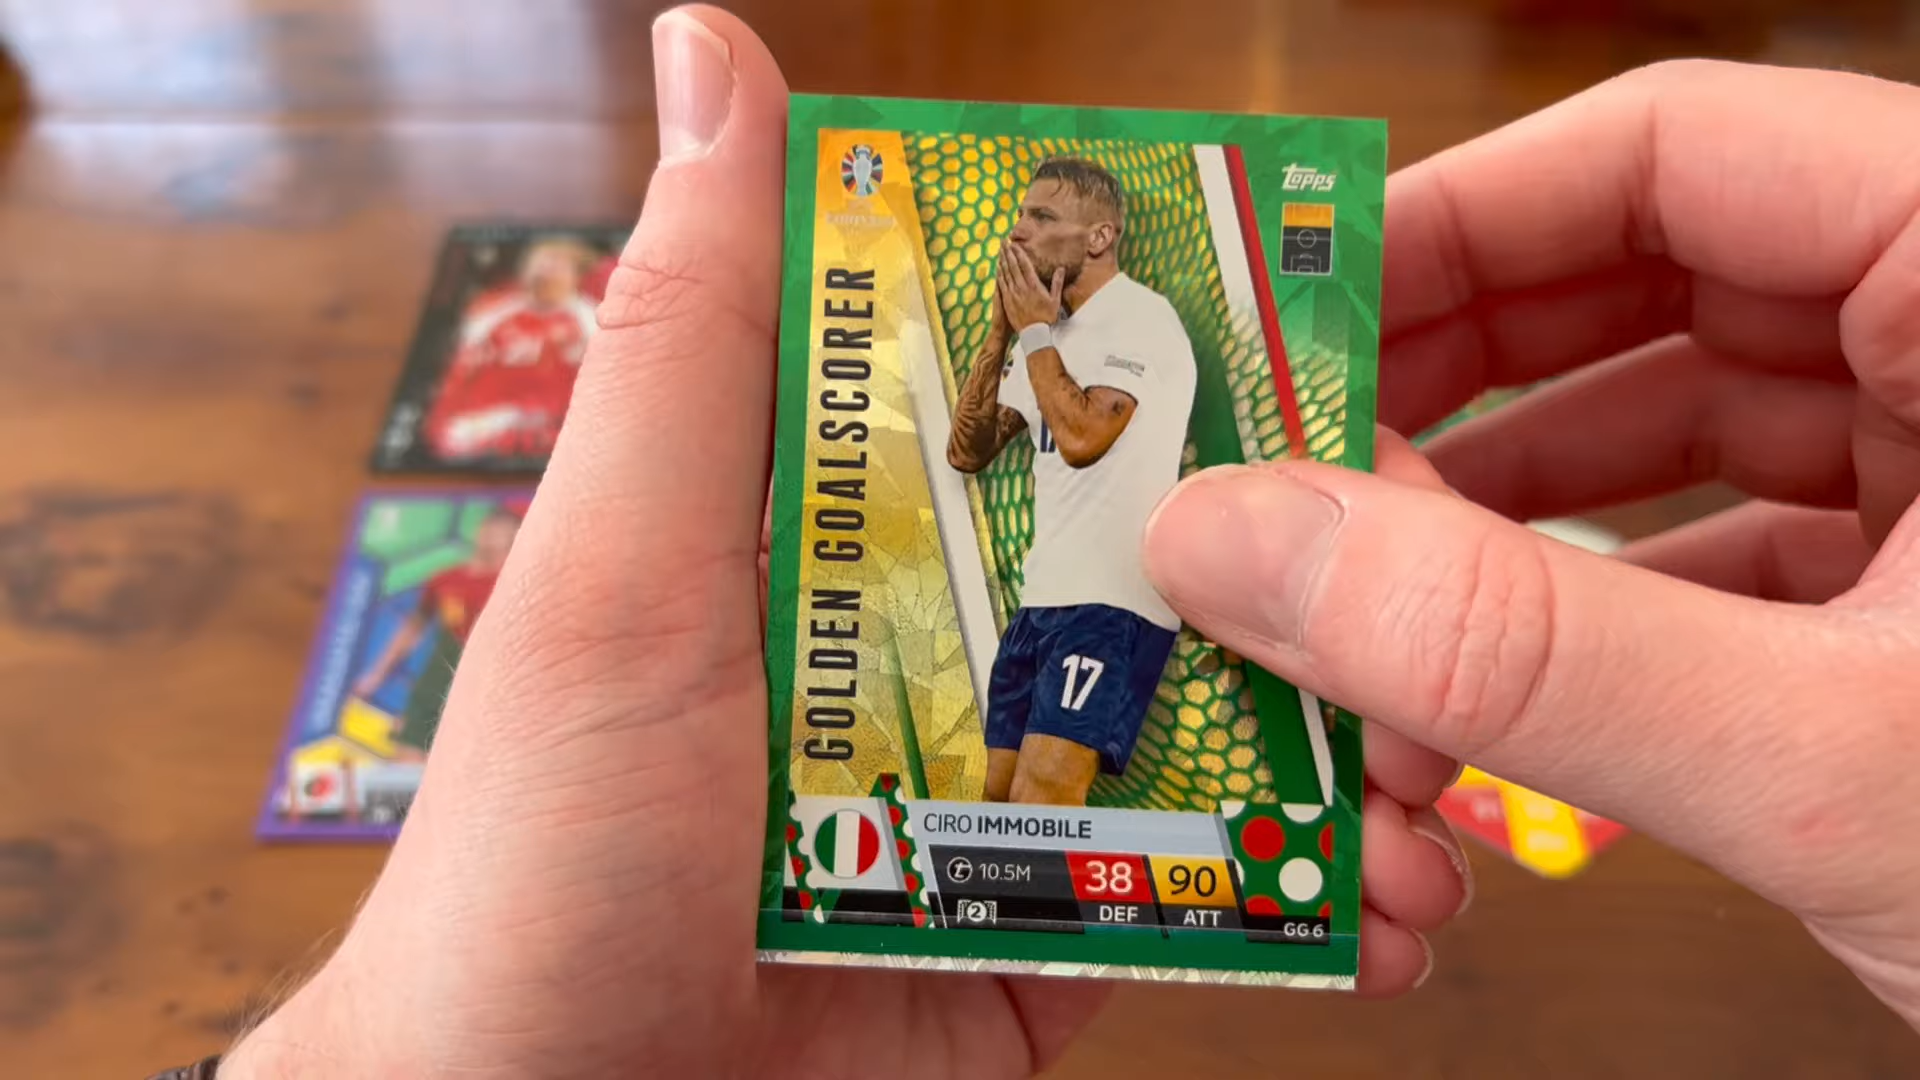 topps
GOLDEN GOALSCORER
17
CIRO IMMOBILE
10.5M
38
90
2
DEF
ATT
GG 6